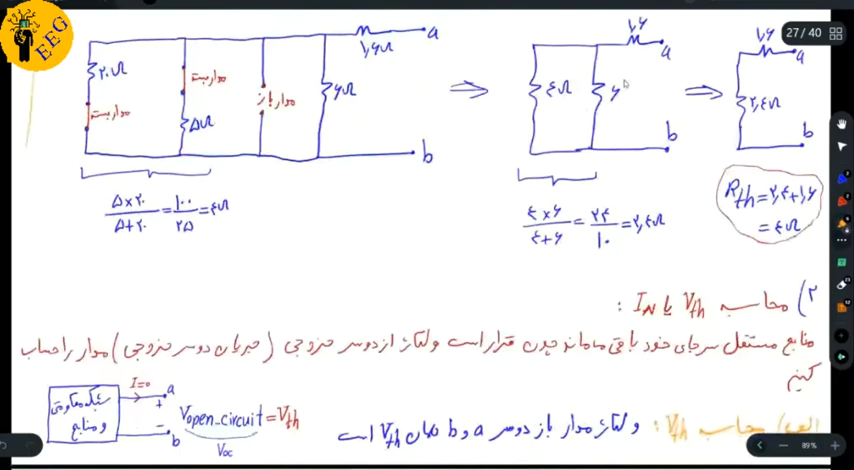 EEG
27 / 40
۲۰Ω
مدار بسته
مدار بسته
۵Ω
مدار باز
۶Ω
۱,۶Ω
a
b
⇒
۴Ω
۶
۱,۶
a
b
⇒
۱,۶
a
۲,۴Ω
b
۵×۲۰ / ۵+۲۰ = ۱۰۰ / ۲۵ = ۴Ω
۴×۶ / ۴+۶ = ۲۴ / ۱۰ = ۲,۴Ω
Rth = ۲,۴+۱,۶
= ۴Ω
۲) محاسبه Vth یا IN :
منابع مستقل سرجای خود باقی می‌مانند چون قرار است ولتاژ از دو سر خروجی (جریان دو سر خروجی) مدار را حساب
کنیم
الف) محاسبه Vth : ولتاژ مدار باز دو سر a و b همان Vth است
شبکه مقاومتی
و منابع
I=0
a
+
-
b
Vopen_circuit = Vth
Voc
89%